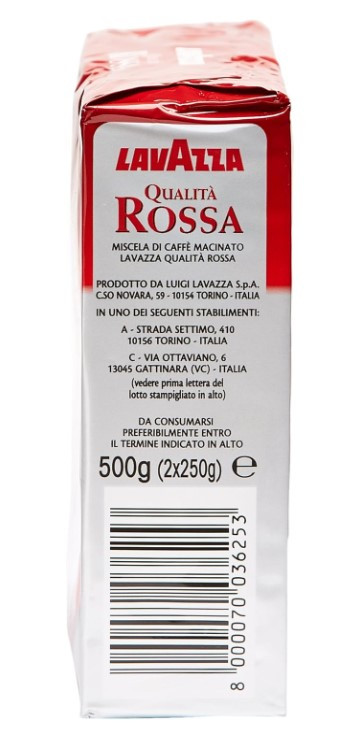 LAVAZZA
QUALITÀ
ROSSA
MISCELA DI CAFFÈ MACINATO
LAVAZZA QUALITÀ ROSSA
PRODOTTO DA LUIGI LAVAZZA S.p.A.
C.SO NOVARA, 59 - 10154 TORINO - ITALIA
IN UNO DEI SEGUENTI STABILIMENTI:
A - STRADA SETTIMO, 410
10156 TORINO - ITALIA
C - VIA OTTAVIANO, 6
13045 GATTINARA (VC) - ITALIA
(vedere prima lettera del
lotto stampigliato in alto)
DA CONSUMARSI
PREFERIBILMENTE ENTRO
IL TERMINE INDICATO IN ALTO
500g (2x250g) ℮
8 000070 036253